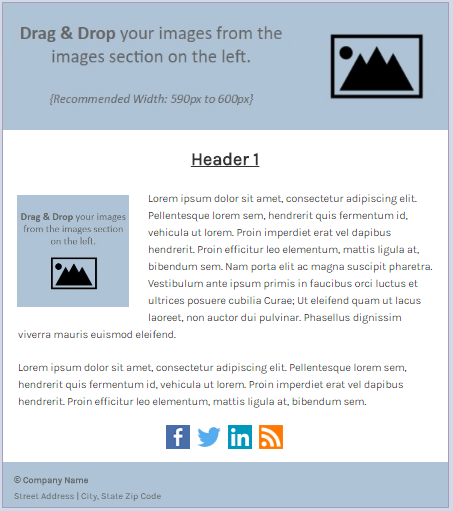 Drag & Drop your images from the
images section on the left.
{Recommended Width: 590px to 600px}
Header 1
Drag & Drop your images
from the images section
on the left.
Lorem ipsum dolor sit amet, consectetur adipiscing elit.
Pellentesque lorem sem, hendrerit quis fermentum id,
vehicula ut lorem. Proin imperdiet erat vel dapibus
hendrerit. Proin efficitur leo elementum, mattis ligula at,
bibendum sem. Nam porta elit ac magna suscipit pharetra.
Vestibulum ante ipsum primis in faucibus orci luctus et
ultrices posuere cubilia Curae; Ut eleifend quam ut lacus
laoreet, non auctor dui pulvinar. Phasellus dignissim
viverra mauris euismod eleifend.
Lorem ipsum dolor sit amet, consectetur adipiscing elit. Pellentesque lorem sem,
hendrerit quis fermentum id, vehicula ut lorem. Proin imperdiet erat vel dapibus
hendrerit. Proin efficitur leo elementum, mattis ligula at, bibendum sem.
f in
© Company Name
Street Address | City, State Zip Code